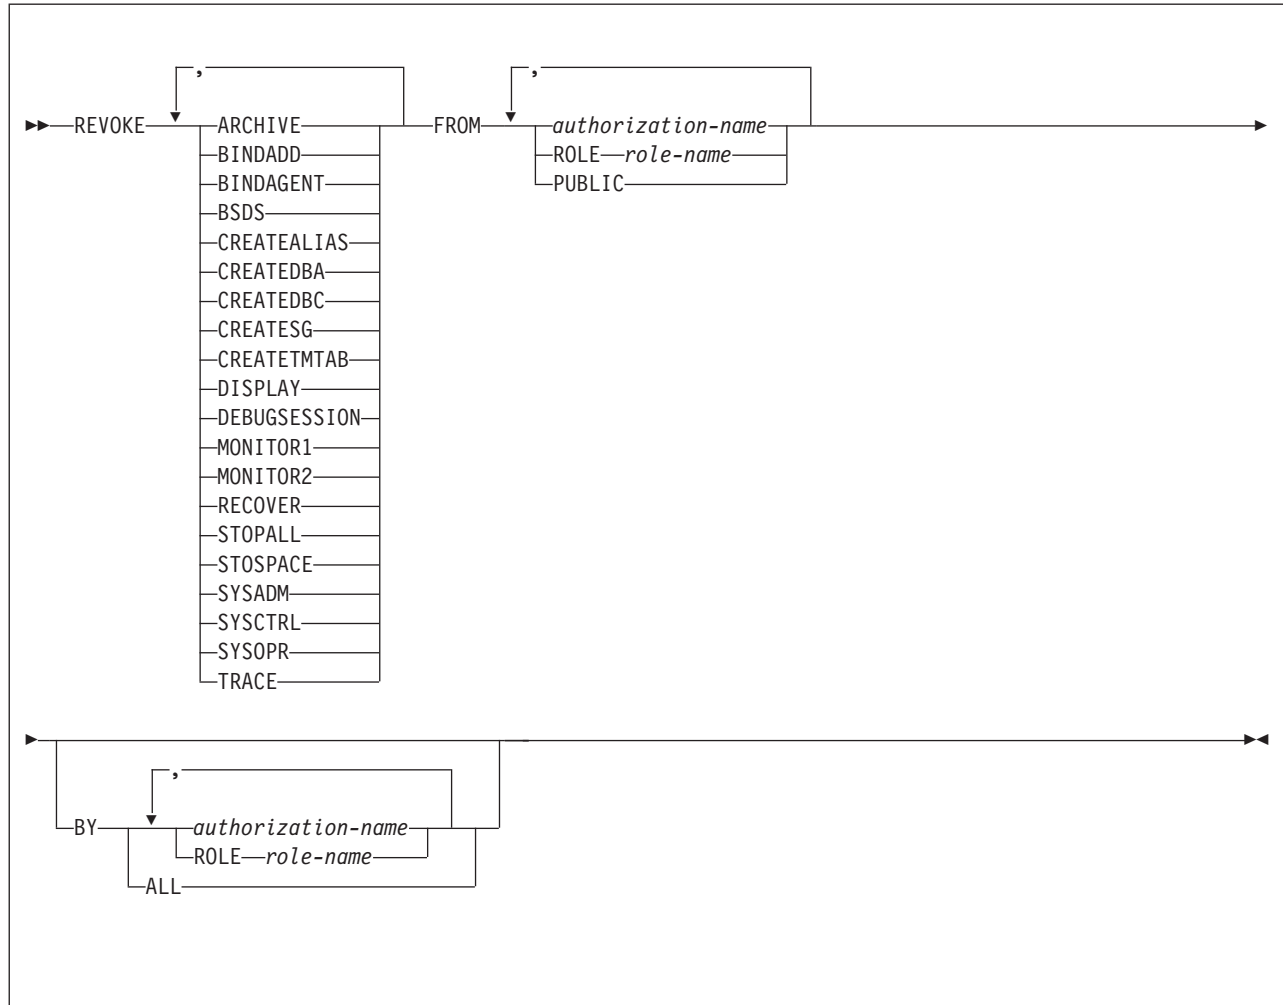 ,
,
REVOKE ARCHIVE FROM authorization-name
BINDADD ROLE role-name
BINDAGENT PUBLIC
BSDS
CREATEALIAS
CREATEDBA
CREATEDBC
CREATESG
CREATETMTAB
DISPLAY
DEBUGSESSION
MONITOR1
MONITOR2
RECOVER
STOPALL
STOSPACE
SYSADM
SYSCTRL
SYSOPR
TRACE
,
BY authorization-name
ROLE role-name
ALL